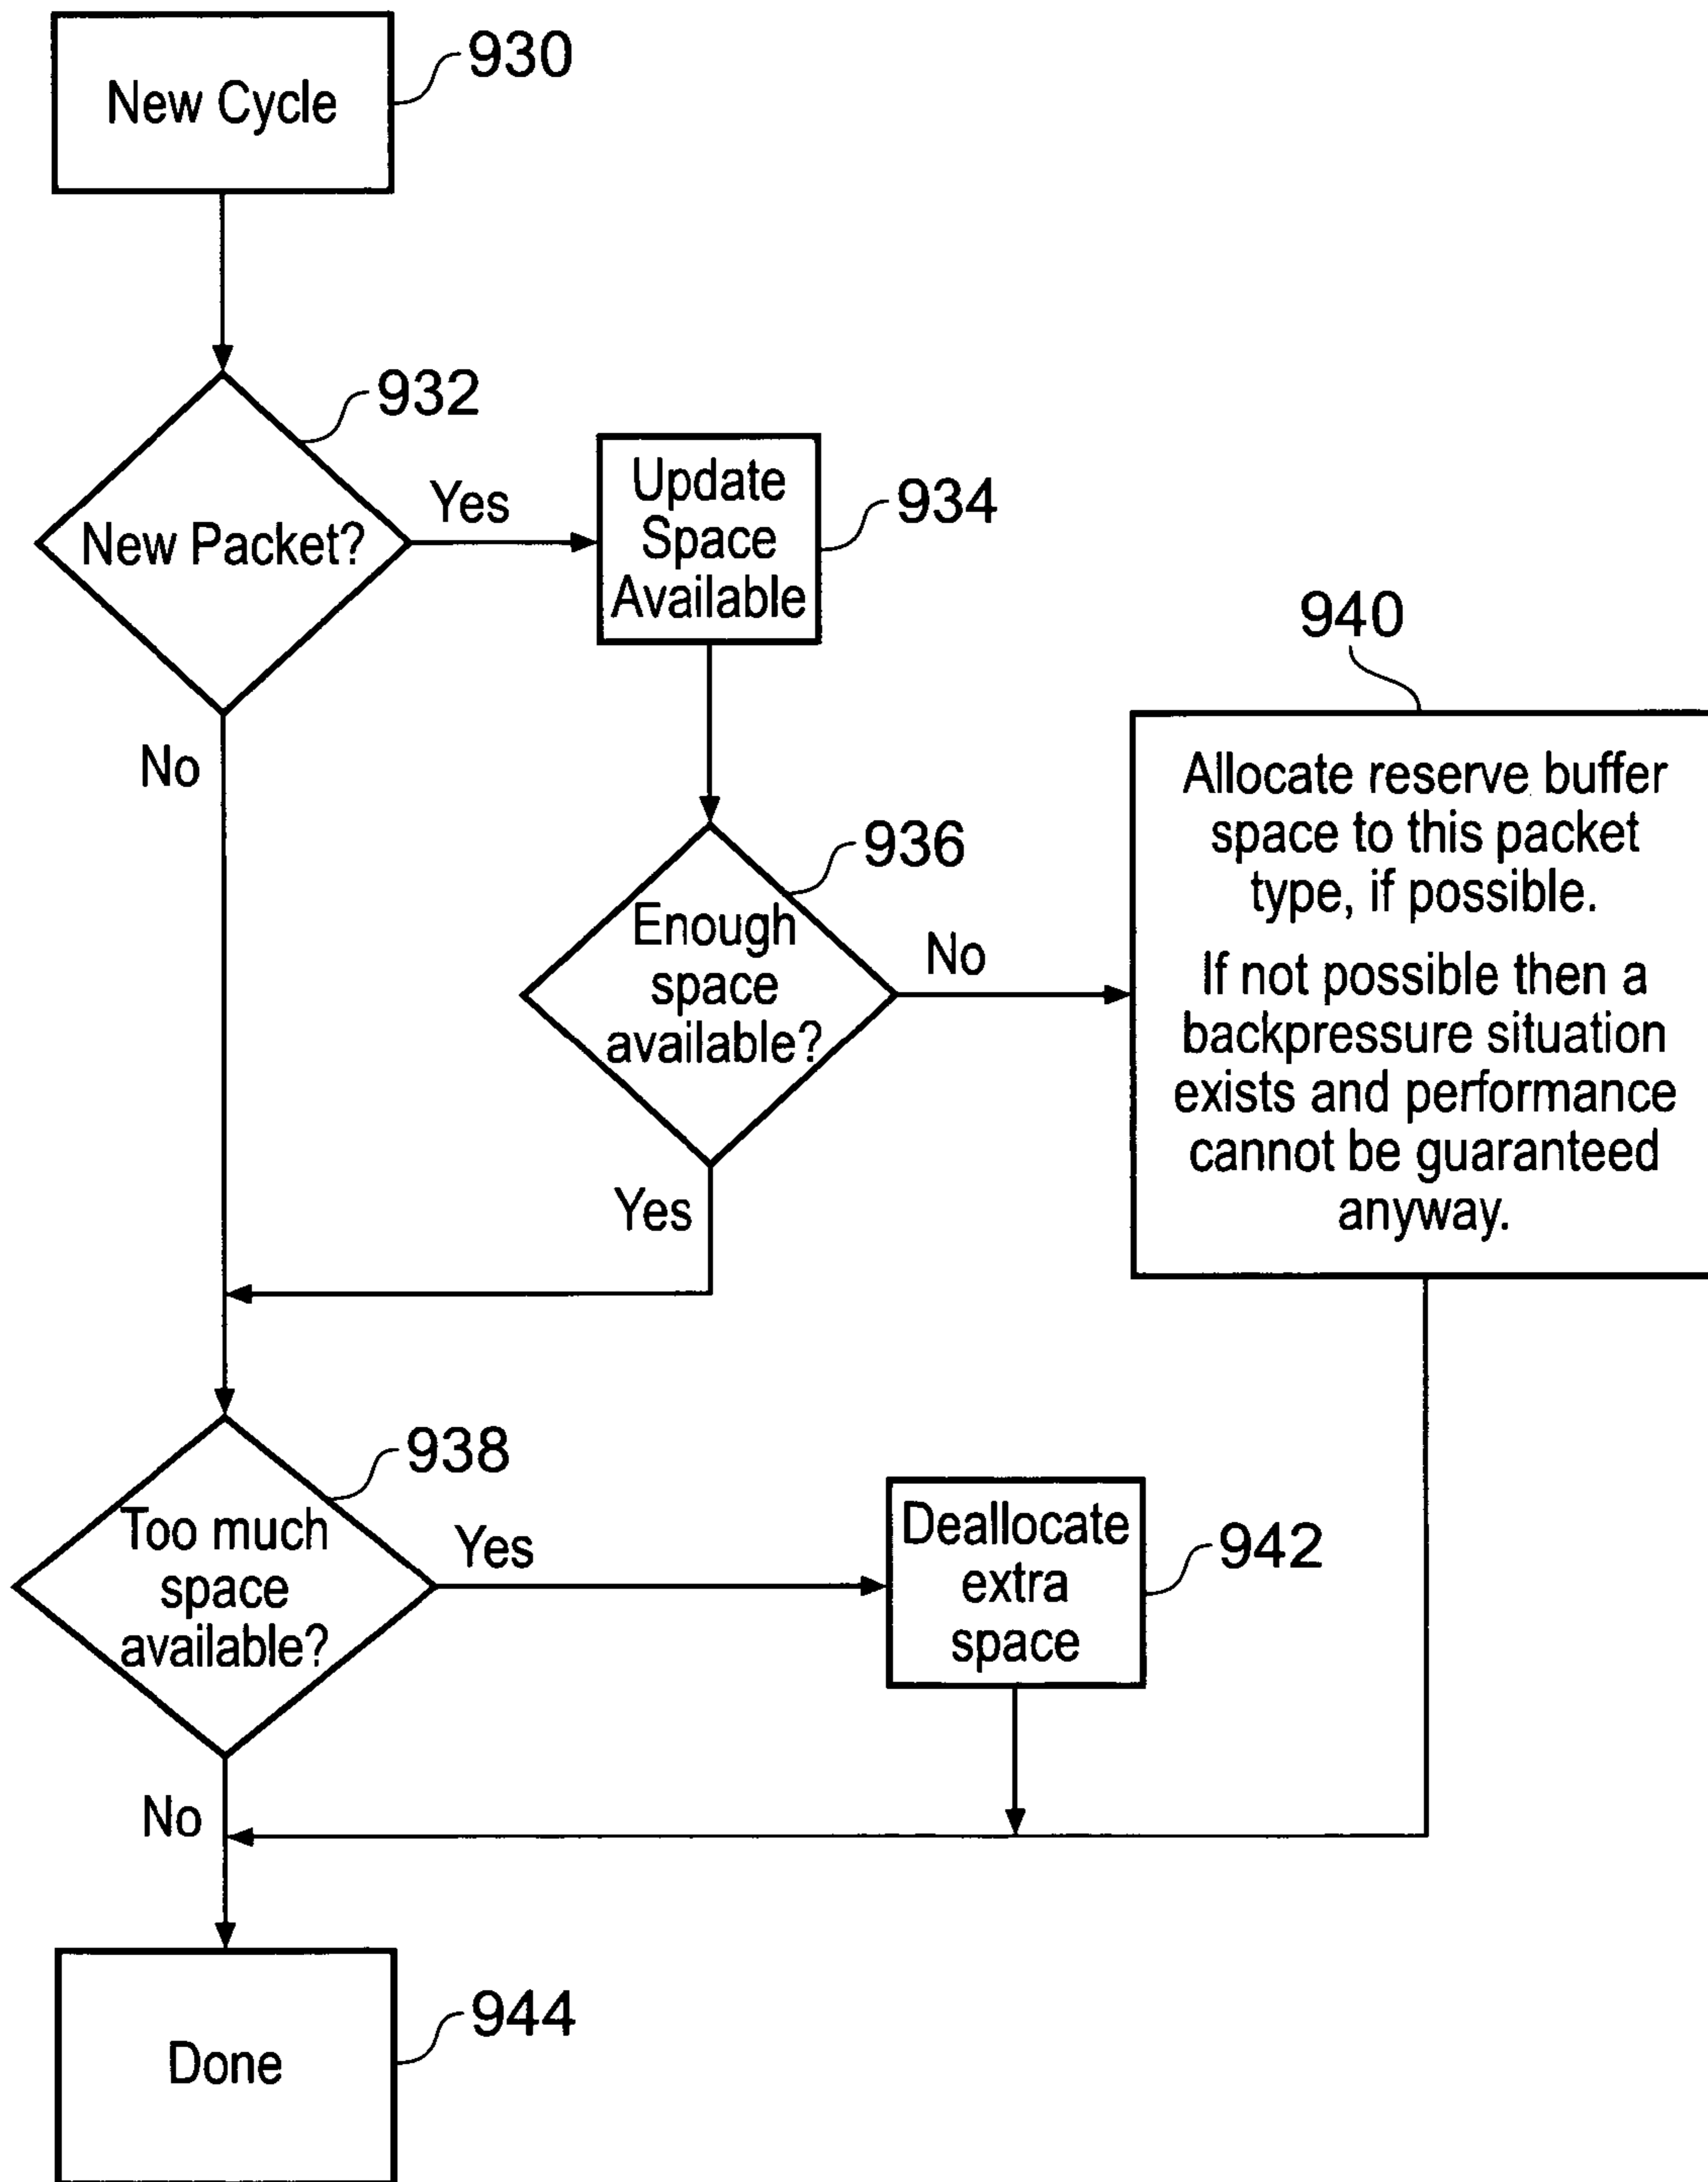 New Cycle
930
932
New Packet?
Yes
No
Update
Space
Available
934
936
Enough
space
available?
No
Yes
940
Allocate reserve buffer
space to this packet
type, if possible.
If not possible then a
backpressure situation
exists and performance
cannot be guaranteed
anyway.
938
Too much
space
available?
Yes
No
Deallocate
extra
space
942
Done
944